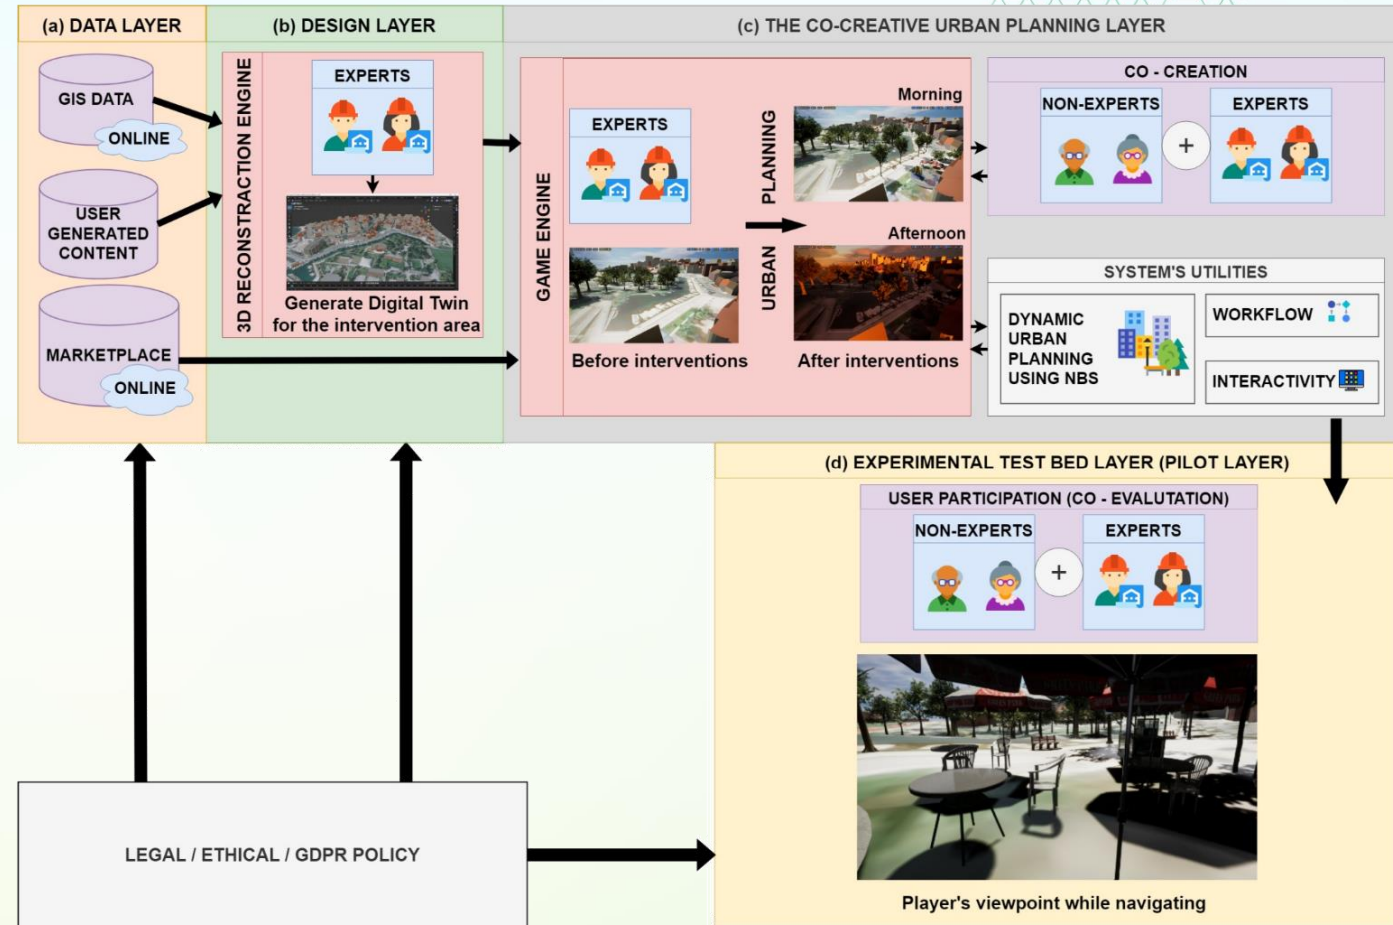 (a) DATA LAYER
GIS DATA
ONLINE
USER
GENERATED
CONTENT
MARKETPLACE
ONLINE
(b) DESIGN LAYER
3D RECONSTRACTION ENGINE
EXPERTS
Generate Digital Twin
for the intervention area
(c) THE CO-CREATIVE URBAN PLANNING LAYER
GAME ENGINE
EXPERTS
Before interventions
URBAN PLANNING
Morning
Afternoon
After interventions
CO - CREATION
NON-EXPERTS
+
EXPERTS
SYSTEM'S UTILITIES
DYNAMIC
URBAN
PLANNING
USING NBS
WORKFLOW
INTERACTIVITY
(d) EXPERIMENTAL TEST BED LAYER (PILOT LAYER)
USER PARTICIPATION (CO - EVALUTATION)
NON-EXPERTS
+
EXPERTS
Player's viewpoint while navigating
LEGAL / ETHICAL / GDPR POLICY